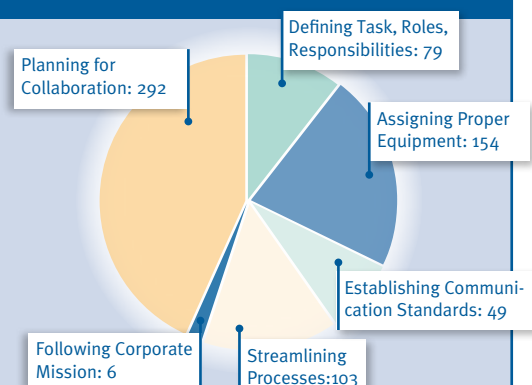 Defining Task, Roles,
Responsibilities: 79
Planning for
Collaboration: 292
Assigning Proper
Equipment: 154
Establishing Communi-
cation Standards: 49
Following Corporate
Mission: 6
Streamlining
Processes:103